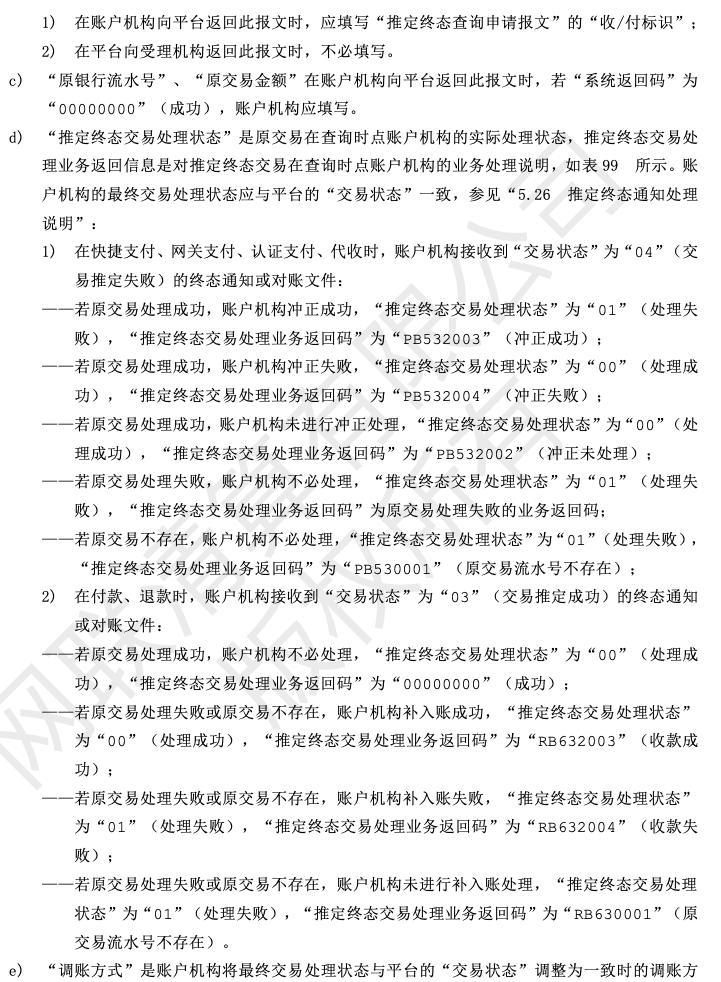 1) 在账户机构向平台返回此报文时，应填写“推定终态查询申请报文”的“收/付标识”；
2) 在平台向受理机构返回此报文时，不必填写。
c) “原银行流水号”、“原交易金额”在账户机构向平台返回此报文时，若“系统返回码”为
“00000000”（成功），账户机构应填写。
d) “推定终态交易处理状态”是原交易在查询时点账户机构的实际处理状态，推定终态交易处
理业务返回信息是对推定终态交易在查询时点账户机构的业务处理说明，如表 99 所示。账
户机构的最终交易处理状态应与平台的“交易状态”一致，参见“5.26 推定终态通知处理
说明”：
1) 在快捷支付、网关支付、认证支付、代收时，账户机构接收到“交易状态”为“04”（交
易推定失败）的终态通知或对账文件：
——若原交易处理成功，账户机构冲正成功，“推定终态交易处理状态”为“01”（处理失
败），“推定终态交易处理业务返回码”为“PB532003”（冲正成功）；
——若原交易处理成功，账户机构冲正失败，“推定终态交易处理状态”为“00”（处理成
功），“推定终态交易处理业务返回码”为“PB532004”（冲正失败）；
——若原交易处理成功，账户机构未进行冲正处理，“推定终态交易处理状态”为“00”（处
理成功），“推定终态交易处理业务返回码”为“PB532002”（冲正未处理）；
——若原交易处理失败，账户机构不必处理，“推定终态交易处理状态”为“01”（处理失
败），“推定终态交易处理业务返回码”为原交易处理失败的业务返回码；
——若原交易不存在，账户机构不必处理，“推定终态交易处理状态”为“01”（处理失败），
“推定终态交易处理业务返回码”为“PB530001”（原交易流水号不存在）；
2) 在付款、退款时，账户机构接收到“交易状态”为“03”（交易推定成功）的终态通知
或对账文件：
——若原交易处理成功，账户机构不必处理，“推定终态交易处理状态”为“00”（处理成
功），“推定终态交易处理业务返回码”为“00000000”（成功）；
——若原交易处理失败或原交易不存在，账户机构补入账成功，“推定终态交易处理状态”
为“00”（处理成功），“推定终态交易处理业务返回码”为“RB632003”（收款成
功）；
——若原交易处理失败或原交易不存在，账户机构补入账失败，“推定终态交易处理状态”
为“01”（处理失败），“推定终态交易处理业务返回码”为“RB632004”（收款失
败）；
——若原交易处理失败或原交易不存在，账户机构未进行补入账处理，“推定终态交易处理
状态”为“01”（处理失败），“推定终态交易处理业务返回码”为“RB630001”（原
交易流水号不存在）。
e) “调账方式”是账户机构将最终交易处理状态与平台的“交易状态”调整为一致时的调账方
网联清算有限公司
版权所有